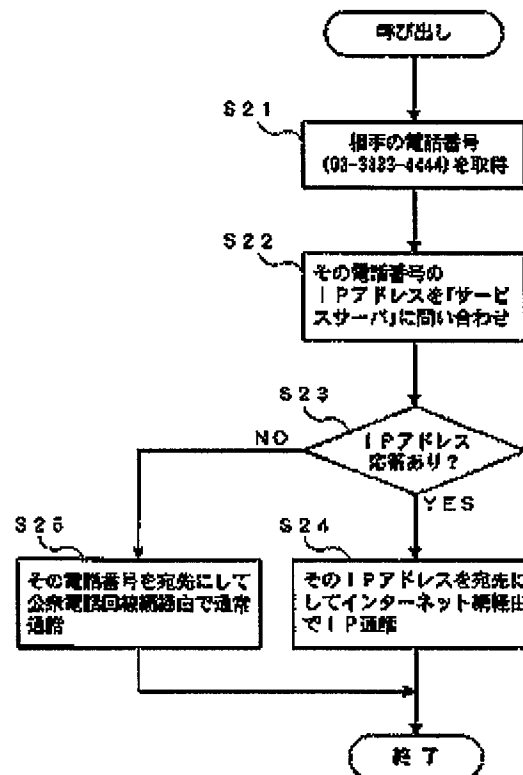 呼び出し
S21
相手の電話番号
(03-3333-4444)を取得
S22
その電話番号の
IPアドレスを「サービ
スサーバ」に問い合わせ
S23
IPアドレス
応答あり?
NO
YES
S25
その電話番号を宛先にして
公衆電話回線網経由で通常
通話
S24
そのIPアドレスを宛先に
してインターネット網経由
でIP通話
終了